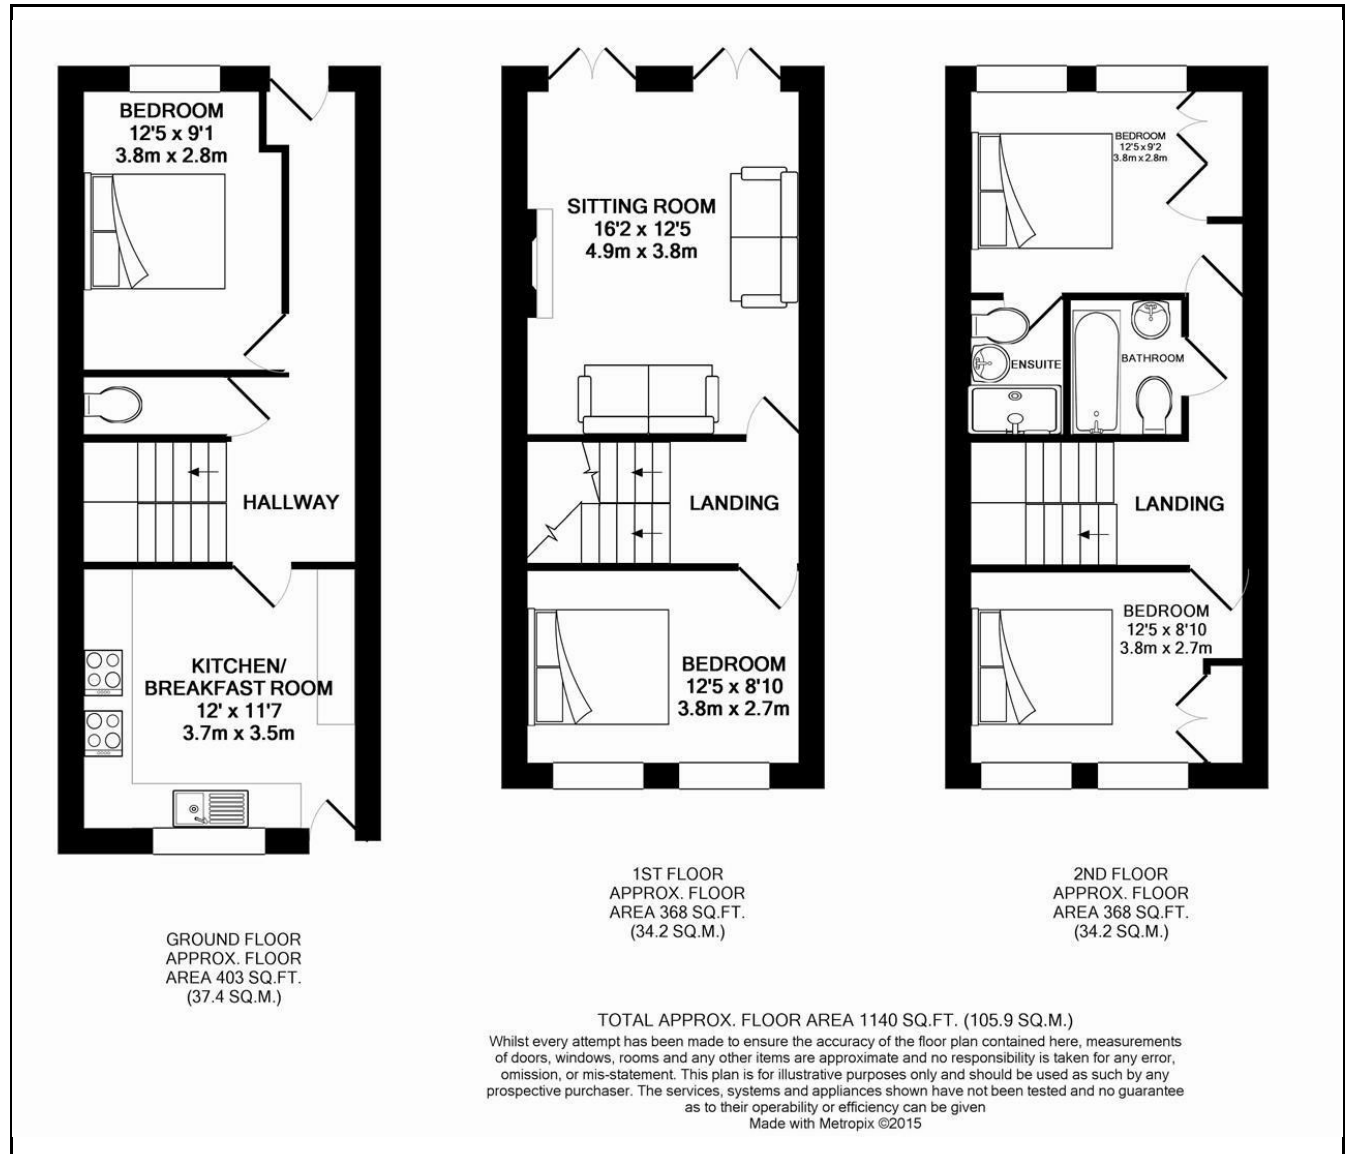 BEDROOM
12'5 x 9'1
3.8m x 2.8m
HALLWAY
KITCHEN/
BREAKFAST ROOM
12' x 11'7
3.7m x 3.5m
GROUND FLOOR
APPROX. FLOOR
AREA 403 SQ.FT.
(37.4 SQ.M.)
SITTING ROOM
16'2 x 12'5
4.9m x 3.8m
LANDING
BEDROOM
12'5 x 8'10
3.8m x 2.7m
1ST FLOOR
APPROX. FLOOR
AREA 368 SQ.FT.
(34.2 SQ.M.)
BEDROOM
12'5 x 9'2
3.8m x 2.8m
ENSUITE
BATHROOM
LANDING
BEDROOM
12'5 x 8'10
3.8m x 2.7m
2ND FLOOR
APPROX. FLOOR
AREA 368 SQ.FT.
(34.2 SQ.M.)
TOTAL APPROX. FLOOR AREA 1140 SQ.FT. (105.9 SQ.M.)
Whilst every attempt has been made to ensure the accuracy of the floor plan contained here, measurements
of doors, windows, rooms and any other items are approximate and no responsibility is taken for any error,
omission, or mis-statement. This plan is for illustrative purposes only and should be used as such by any
prospective purchaser. The services, systems and appliances shown have not been tested and no guarantee
as to their operability or efficiency can be given
Made with Metropix ©2015